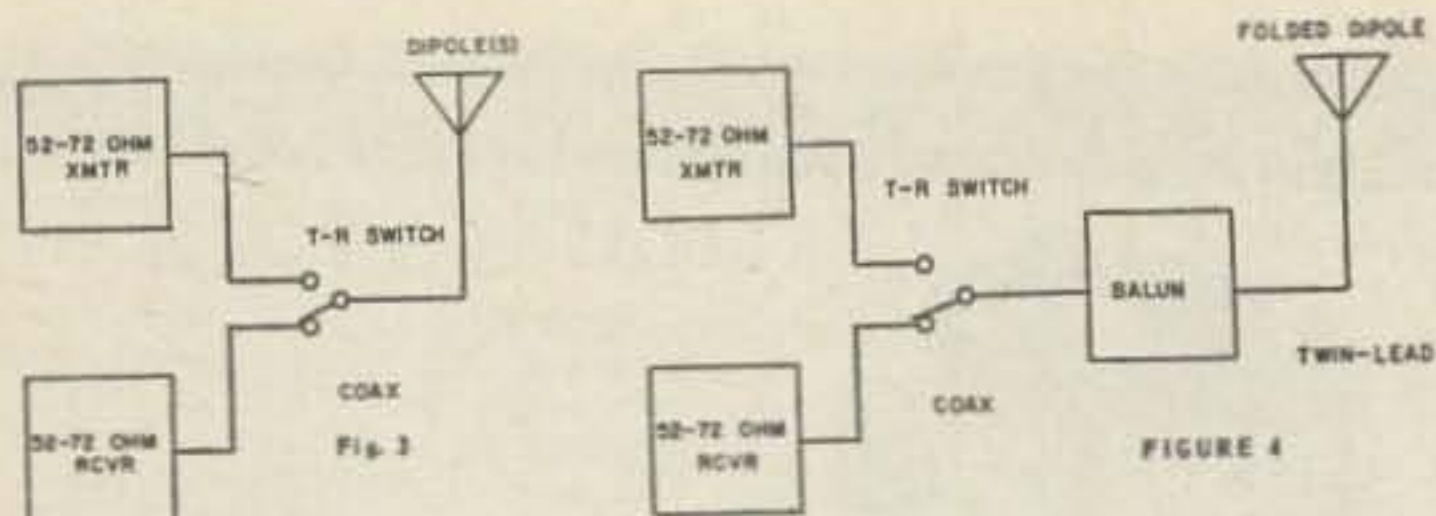 DIPOLE(S)
52-72 OHM
XMTR
T-R SWITCH
52-72 OHM
RCVR
COAX
Fig. 3
FOLDED DIPOLE
52-72 OHM
XMTR
T-R SWITCH
BALUN
TWIN-LEAD
52-72 OHM
RCVR
COAX
FIGURE 4